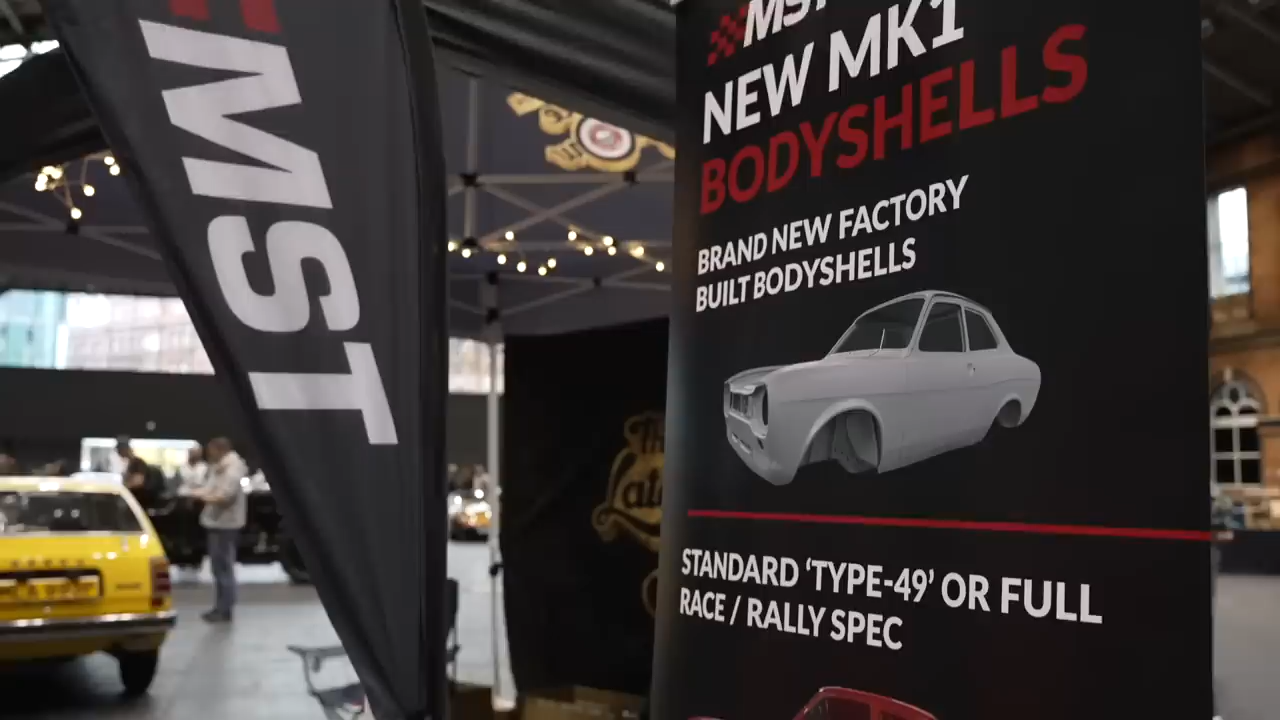 MST
MST
NEW MK1
BODYSHELLS
BRAND NEW FACTORY
BUILT BODYSHELLS
STANDARD ‘TYPE-49’ OR FULL
RACE / RALLY SPEC